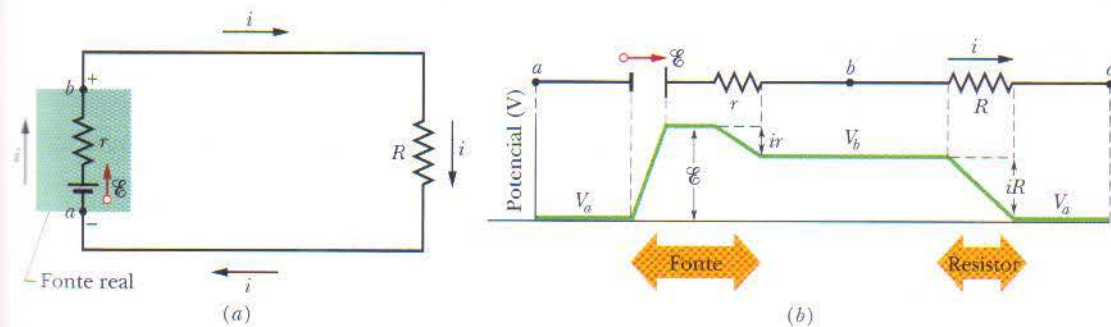 i
b
+
r
ℰ
a
−
R
i
i
Fonte real
(a)
Potencial (V)
a
ℰ
r
b
i
R
ir
ℰ
V_b
iR
V_a
V_a
Fonte
Resistor
(b)